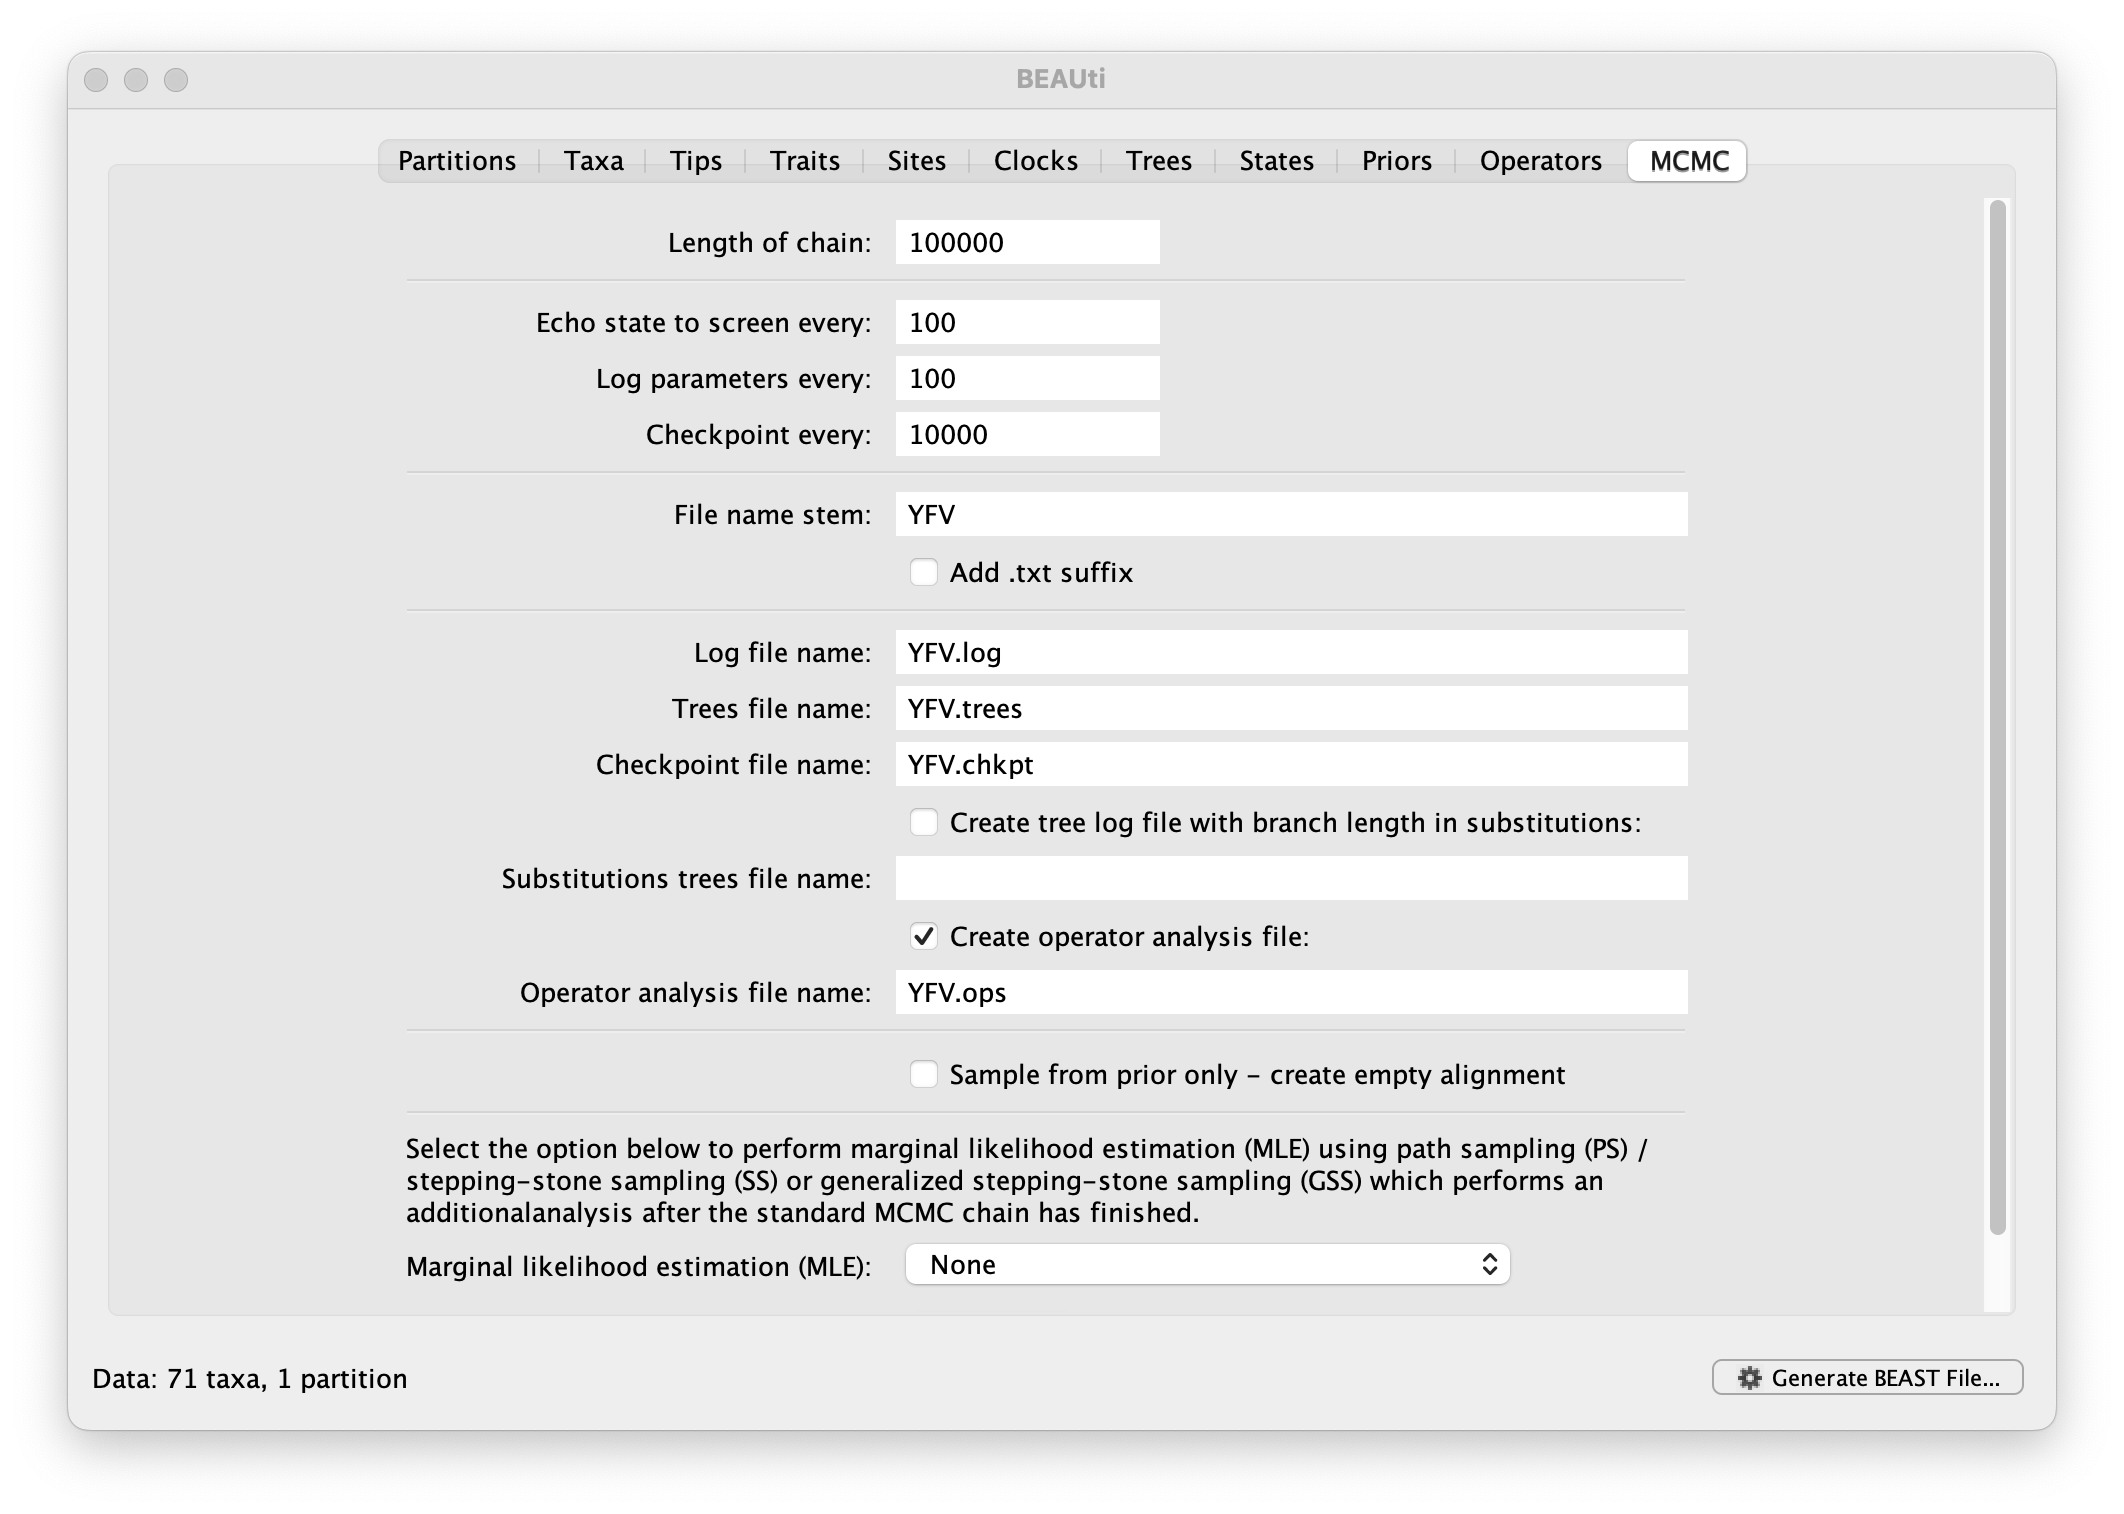 BEAUti
Partitions Taxa Tips Traits Sites Clocks Trees States Priors Operators MCMC
Length of chain: 100000
Echo state to screen every: 100
Log parameters every: 100
Checkpoint every: 10000
File name stem: YFV
Add .txt suffix
Log file name: YFV.log
Trees file name: YFV.trees
Checkpoint file name: YFV.chkpt
Create tree log file with branch length in substitutions:
Substitutions trees file name:
Create operator analysis file:
Operator analysis file name: YFV.ops
Sample from prior only - create empty alignment
Select the option below to perform marginal likelihood estimation (MLE) using path sampling (PS) /
stepping-stone sampling (SS) or generalized stepping-stone sampling (GSS) which performs an
additionalanalysis after the standard MCMC chain has finished.
Marginal likelihood estimation (MLE): None
Data: 71 taxa, 1 partition
Generate BEAST File...